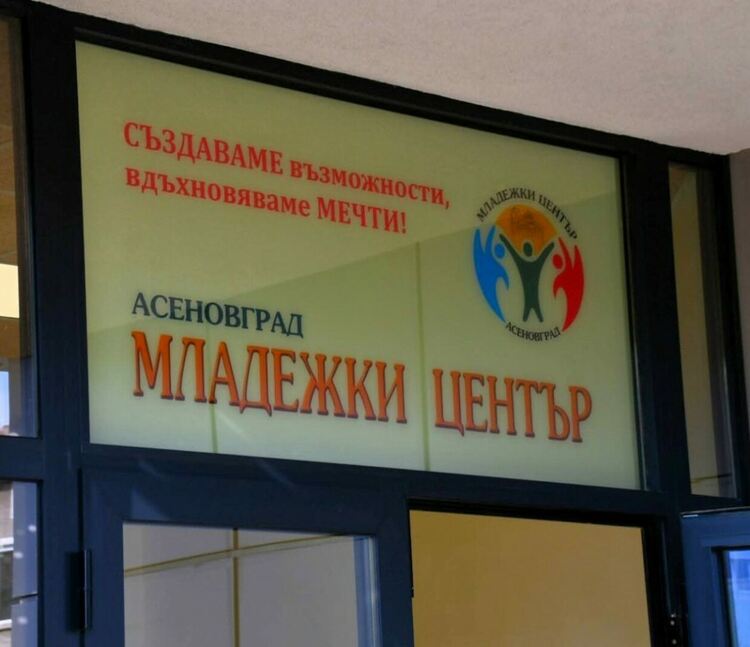 СЪЗДАВАМЕ възможности,
вдъхновяваме МЕЧТИ!
МЛАДЕЖКИ ЦЕНТЪР
АСЕНОВГРАД
АСЕНОВГРАД
МЛАДЕЖКИ ЦЕНТЪР